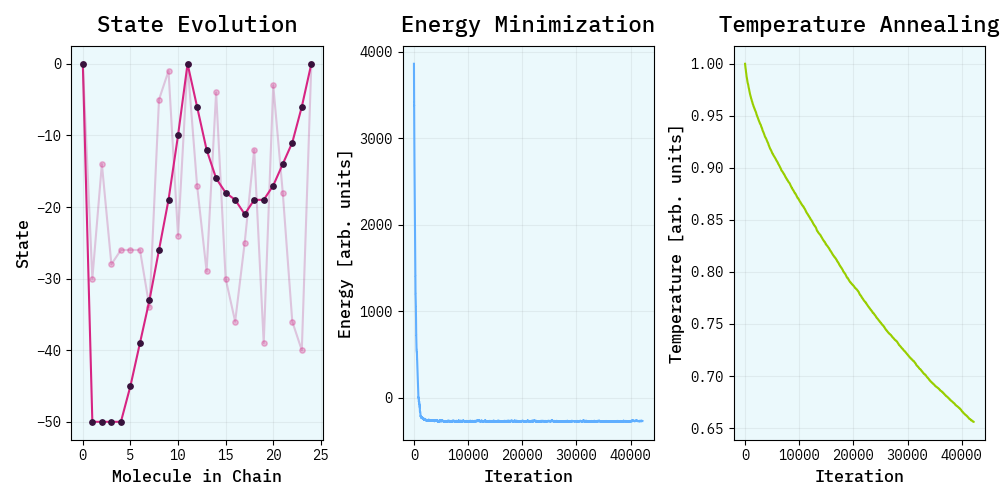 State Evolution
State
0
−10
−20
−30
−40
−50
0 5 10 15 20 25
Molecule in Chain
Energy Minimization
Energy [arb. units]
4000
3000
2000
1000
0
0 10000 20000 30000 40000
Iteration
Temperature Annealing
Temperature [arb. units]
1.00
0.95
0.90
0.85
0.80
0.75
0.70
0.65
0 10000 20000 30000 40000
Iteration